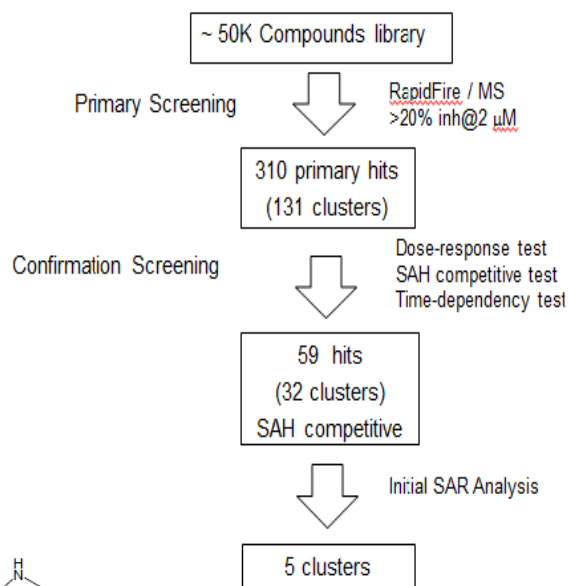 ~ 50K Compounds library
Primary Screening
RapidFire / MS
>20% inh@2 μM
310 primary hits
(131 clusters)
Confirmation Screening
Dose-response test
SAH competitive test
Time-dependency test
59 hits
(32 clusters)
SAH competitive
Initial SAR Analysis
5 clusters
H
N